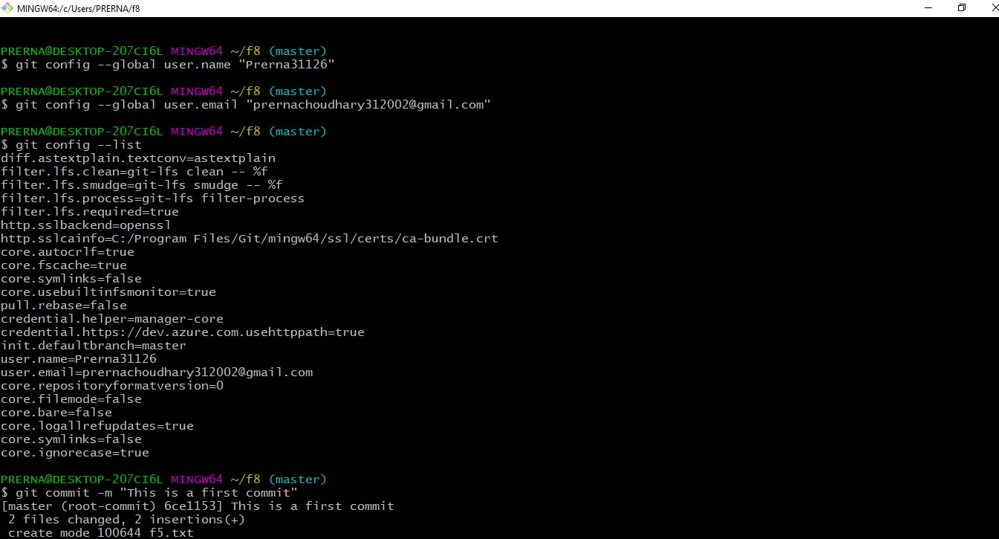 MINGW64:/c/Users/PRERNA/f8
PRERNA@DESKTOP-207CI6L MINGW64 ~/f8 (master)
$ git config --global user.name "Prerna31126"
PRERNA@DESKTOP-207CI6L MINGW64 ~/f8 (master)
$ git config --global user.email "prernachoudhary312002@gmail.com"
PRERNA@DESKTOP-207CI6L MINGW64 ~/f8 (master)
$ git config --list
diff.astextplain.textconv=astextplain
filter.lfs.clean=git-lfs clean -- %f
filter.lfs.smudge=git-lfs smudge -- %f
filter.lfs.process=git-lfs filter-process
filter.lfs.required=true
http.sslbackend=openssl
http.sslcainfo=C:/Program Files/Git/mingw64/ssl/certs/ca-bundle.crt
core.autocrlf=true
core.fscache=true
core.symlinks=false
core.usebuiltinfsmonitor=true
pull.rebase=false
credential.helper=manager-core
credential.https://dev.azure.com.usehttppath=true
init.defaultbranch=master
user.name=Prerna31126
user.email=prernachoudhary312002@gmail.com
core.repositoryformatversion=0
core.filemode=false
core.bare=false
core.logallrefupdates=true
core.symlinks=false
core.ignorecase=true
PRERNA@DESKTOP-207CI6L MINGW64 ~/f8 (master)
$ git commit -m "This is a first commit"
[master (root-commit) 6ce1153] This is a first commit
2 files changed, 2 insertions(+)
create mode 100644 f5.txt